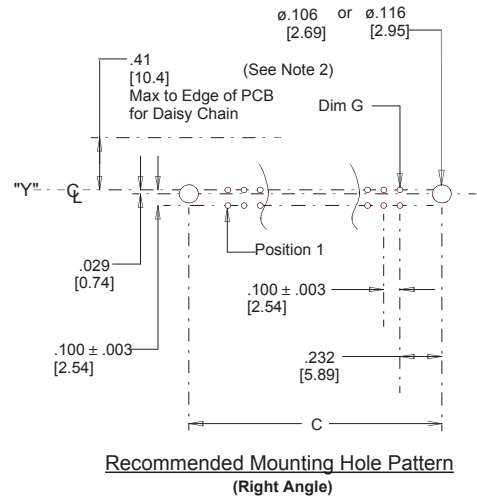 ø.106 or ø.116
[2.69] [2.95]
.41
[10.4]
Max to Edge of PCB
for Daisy Chain
(See Note 2)
Dim G
"Y" ℄
Position 1
.029
[0.74]
.100 ± .003
[2.54]
.100 ± .003
[2.54]
.232
[5.89]
C
Recommended Mounting Hole Pattern
(Right Angle)